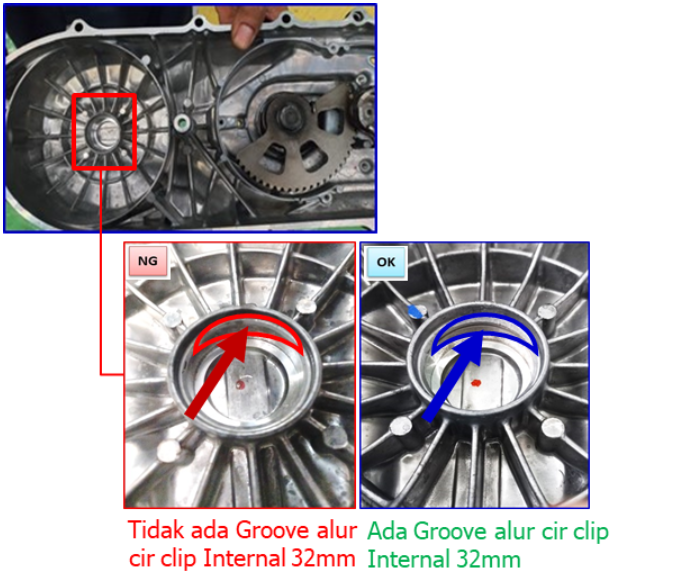 NG
OK
Tidak ada Groove alur
cir clip Internal 32mm
Ada Groove alur cir clip
Internal 32mm